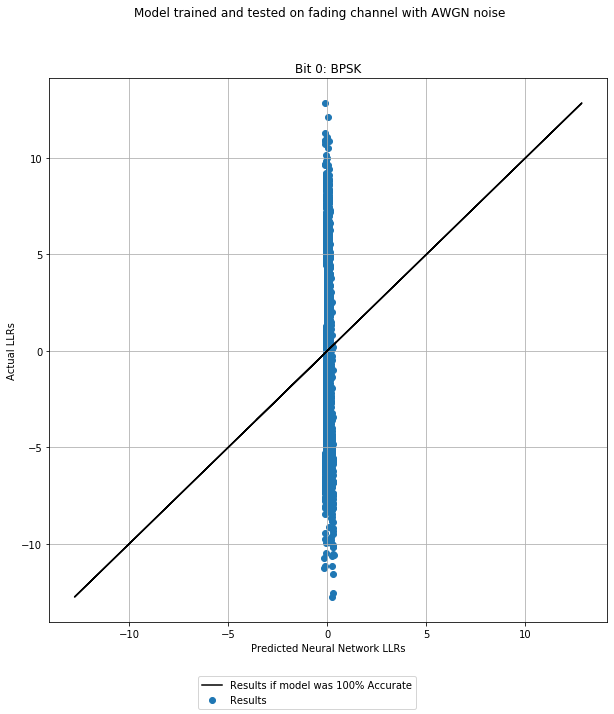 Model trained and tested on fading channel with AWGN noise
Bit 0: BPSK
10
5
0
−5
−10
Actual LLRs
−10 −5 0 5 10
Predicted Neural Network LLRs
Results if model was 100% Accurate
Results